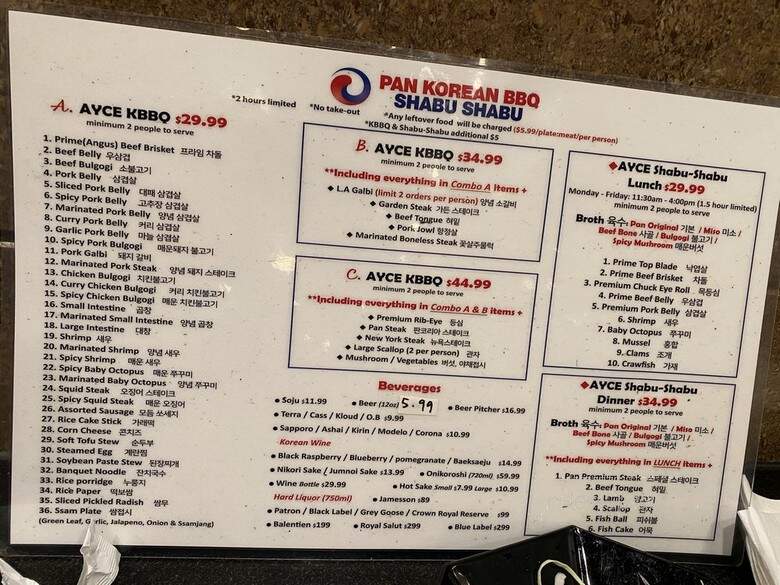 PAN KOREAN BBQ
SHABU SHABU
*2 hours limited
*No take-out
*Any leftover food will be charged ($5.99/plate:meat/per person)
*KBBQ & Shabu-Shabu additional $5
A. AYCE KBBQ $29.99
minimum 2 people to serve
1. Prime(Angus) Beef Brisket 프라임 차돌
2. Beef Belly 우삼겹
3. Beef Bulgogi 소불고기
4. Pork Belly 삼겹살
5. Sliced Pork Belly 대패 삼겹살
6. Spicy Pork Belly 고추장 삼겹살
7. Marinated Pork Belly 양념 삼겹살
8. Curry Pork Belly 커리 삼겹살
9. Garlic Pork Belly 마늘 삼겹살
10. Spicy Pork Bulgogi 매운돼지 불고기
11. Pork Galbi 돼지 갈비
12. Marinated Pork Steak 양념 돼지 스테이크
13. Chicken Bulgogi 치킨불고기
14. Curry Chicken Bulgogi 커리 치킨불고기
15. Spicy Chicken Bulgogi 매운 치킨불고기
16. Small Intestine 곱창
17. Marinated Small Intestine 양념 곱창
18. Large Intestine 대창
19. Shrimp 새우
20. Marinated Shrimp 양념 새우
21. Spicy Shrimp 매운 새우
22. Spicy Baby Octopus 매운 쭈꾸미
23. Marinated Baby Octopus 양념 쭈꾸미
24. Squid Steak 오징어 스테이크
25. Spicy Squid Steak 매운 오징어
26. Assorted Sausage 모듬 쏘세지
27. Rice Cake Stick 가래떡
28. Corn Cheese 콘치즈
29. Soft Tofu Stew 순두부
30. Steamed Egg 계란찜
31. Soybean Paste Stew 된장찌개
32. Banquet Noodle 잔치국수
33. Rice porridge 누룽지
34. Rice Paper 떡보쌈
35. Sliced Pickled Radish 쌈무
36. Ssam Plate 쌈접시
(Green Leaf, Garlic, Jalapeno, Onion & Ssamjang)
B. AYCE KBBQ $34.99
minimum 2 people to serve
**Including everything in Combo A items +
◆ L.A Galbi (limit 2 orders per person) 양념 소갈비
◆ Garden Steak 가든 스테이크
◆ Beef Tongue 혀밑
◆ Pork Jowl 항정살
◆ Marinated Boneless Steak 꽃살주물럭
C. AYCE KBBQ $44.99
minimum 2 people to serve
**Including everything in Combo A & B items +
◆ Premium Rib-Eye 등심
◆ Pan Steak 판코리아 스테이크
◆ New York Steak 뉴욕스테이크
◆ Large Scallop (2 per person) 관자
◆ Mushroom / Vegetables 버섯, 야채접시
Beverages
● Soju $11.99 ● Beer (12oz) 5.99 ● Beer Pitcher $16.99
● Terra / Cass / Kloud / O.B $9.99
● Sapporo / Ashai / Kirin / Modelo / Corona $10.99
Korean Wine
● Black Raspberry / Blueberry / pomegranate / Baeksaeju $14.99
● Nikori Sake / Jumnoi Sake $13.99 ● Onikoroshi (720ml) $59.99
● Wine Bottle $29.99 ● Hot Sake Small $7.99 Large $10.99
Hard Liquor (750ml) ● Jamesson $89
● Patron / Black Label / Grey Goose / Crown Royal Reserve $99
● Balentien $199 ● Royal Salut $299 ● Blue Label $299
◆AYCE Shabu-Shabu
Lunch $29.99
Monday - Friday: 11:30am - 4:00pm (1.5 hour limited)
minimum 2 people to serve
Broth 육수: Pan Original 기본 / Miso 미소 /
Beef Bone 사골 / Bulgogi 불고기 /
Spicy Mushroom 매운버섯
1. Prime Top Blade 낙엽살
2. Prime Beef Brisket 차돌
3. Premium Chuck Eye Roll 목등심
4. Prime Beef Belly 우삼겹
5. Premium Pork Belly 삼겹살
6. Shrimp 새우
7. Baby Octopus 쭈꾸미
8. Mussel 홍합
9. Clams 조개
10. Crawfish 가재
◆AYCE Shabu-Shabu
Dinner $34.99
minimum 2 people to serve
Broth 육수: Pan Original 기본 / Miso 미소 /
Beef Bone 사골 / Bulgogi 불고기 /
Spicy Mushroom 매운버섯
**Including everything in LUNCH items +
1. Pan Premium Steak 스페셜 스테이크
2. Beef Tongue 혀밑
3. Lamb 양고기
4. Scallop 관자
5. Fish Ball 피쉬볼
6. Fish Cake 어묵